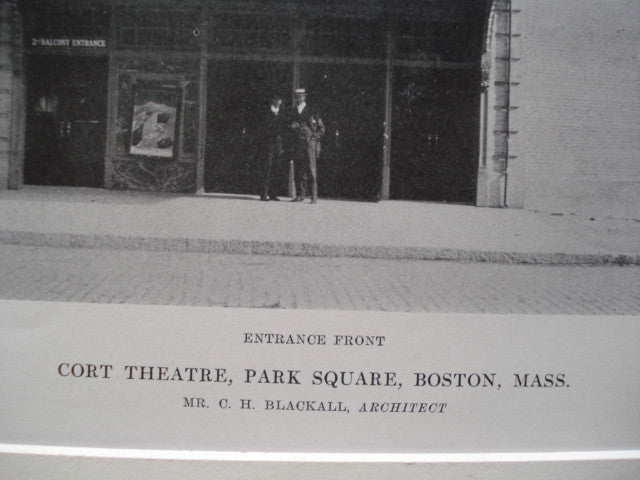 2ND BALCONY ENTRANCE
ENTRANCE FRONT
CORT THEATRE, PARK SQUARE, BOSTON, MASS.
MR. C. H. BLACKALL, ARCHITECT